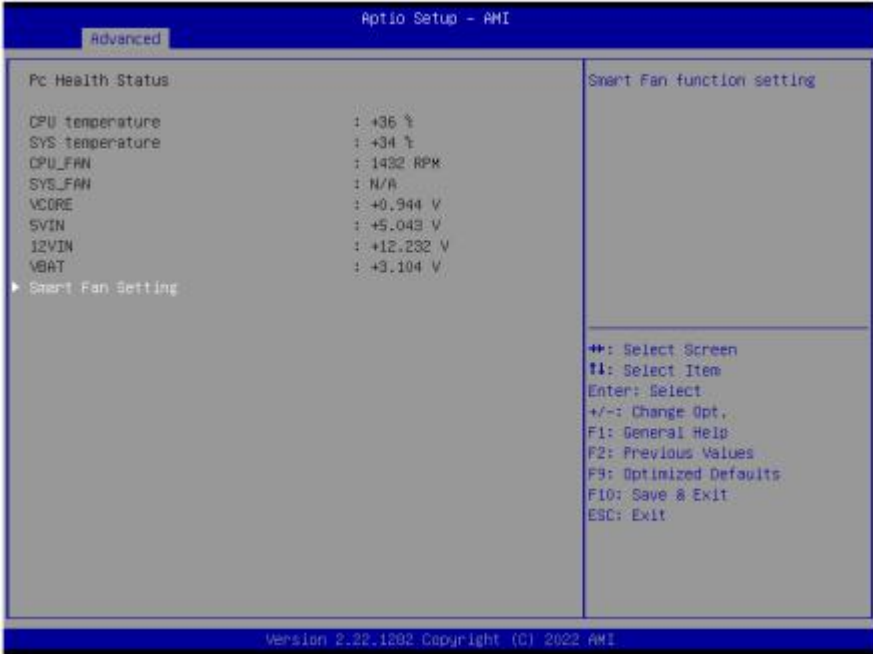 Aptio Setup - AMI
Advanced
Pc Health Status
CPU temperature : +36 %
SYS temperature : +34 %
CPU_FAN : 1432 RPM
SYS_FAN : N/A
VCORE : +0.944 V
5VIN : +5.043 V
12VIN : +12.232 V
VBAT : +3.104 V
Smart Fan Setting
Smart Fan function setting
→←: Select Screen
↑↓: Select Item
Enter: Select
+/-: Change Opt.
F1: General Help
F2: Previous Values
F9: Optimized Defaults
F10: Save & Exit
ESC: Exit
Version 2.22.1282 Copyright (C) 2022 AMI